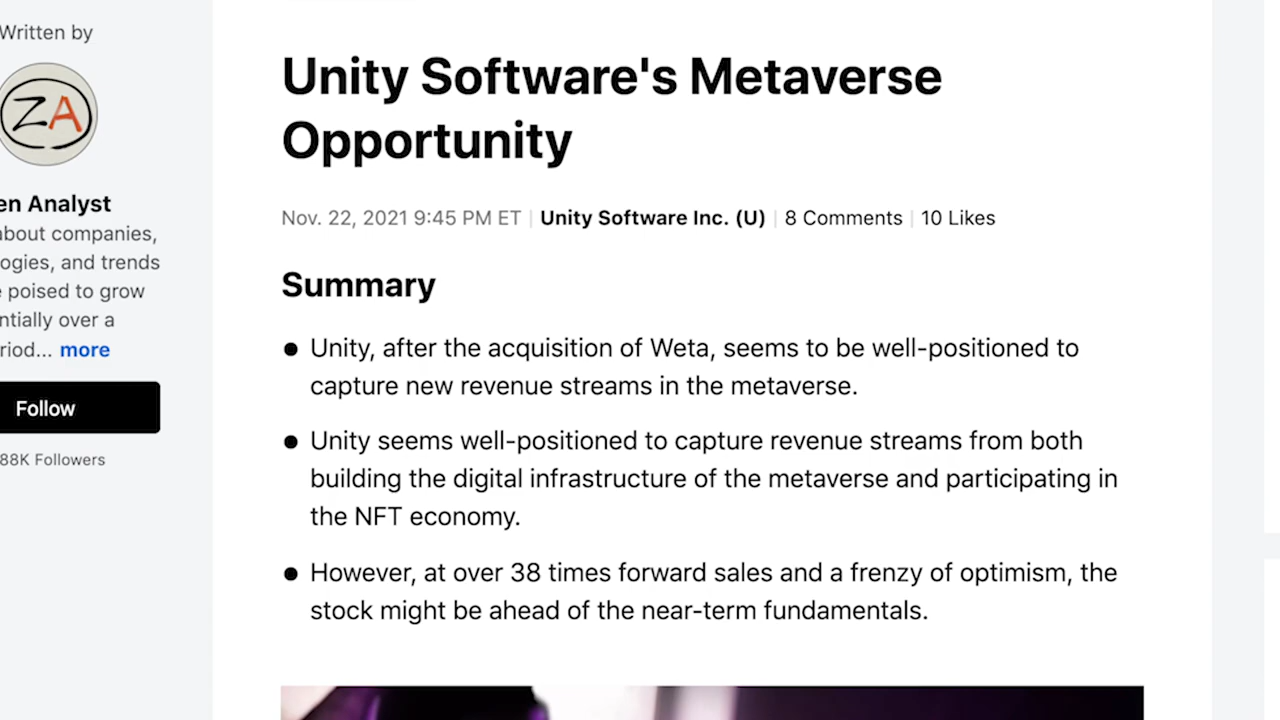 Written by
ZA
en Analyst
about companies,
ogies, and trends
e poised to grow
ntially over a
riod... more
Follow
88K Followers
Unity Software's Metaverse
Opportunity
Nov. 22, 2021 9:45 PM ET | Unity Software Inc. (U) | 8 Comments | 10 Likes
Summary
● Unity, after the acquisition of Weta, seems to be well-positioned to
capture new revenue streams in the metaverse.
● Unity seems well-positioned to capture revenue streams from both
building the digital infrastructure of the metaverse and participating in
the NFT economy.
● However, at over 38 times forward sales and a frenzy of optimism, the
stock might be ahead of the near-term fundamentals.